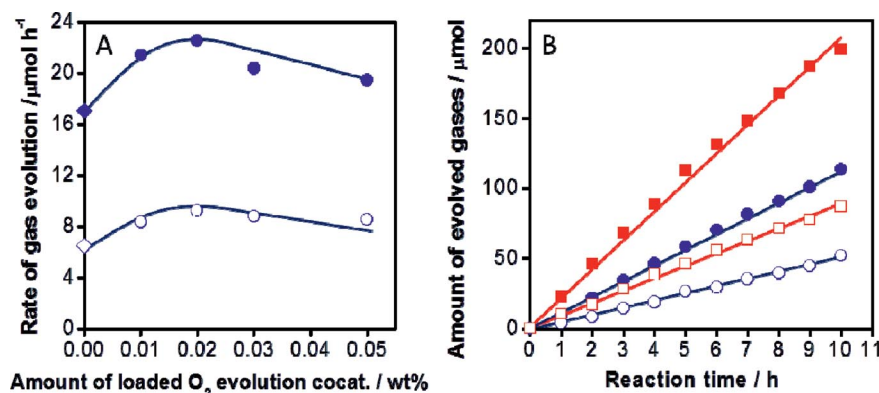 A
Rate of gas evolution /μmol h⁻¹
24
20
16
12
8
4
0
0.00 0.01 0.02 0.03 0.04 0.05
Amount of loaded O₂ evolution cocat. / wt%
B
Amount of evolved gases / μmol
200
150
100
50
0
0 1 2 3 4 5 6 7 8 9 10 11
Reaction time / h